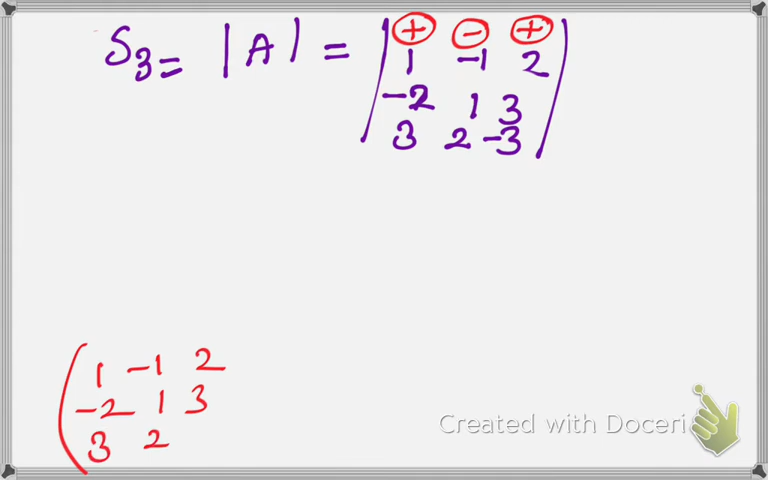 S3= |A| = | + - +
1 -1 2
-2 1 3
3 2 -3 |
( 1 -1 2
-2 1 3
3 2
Created with Doceri